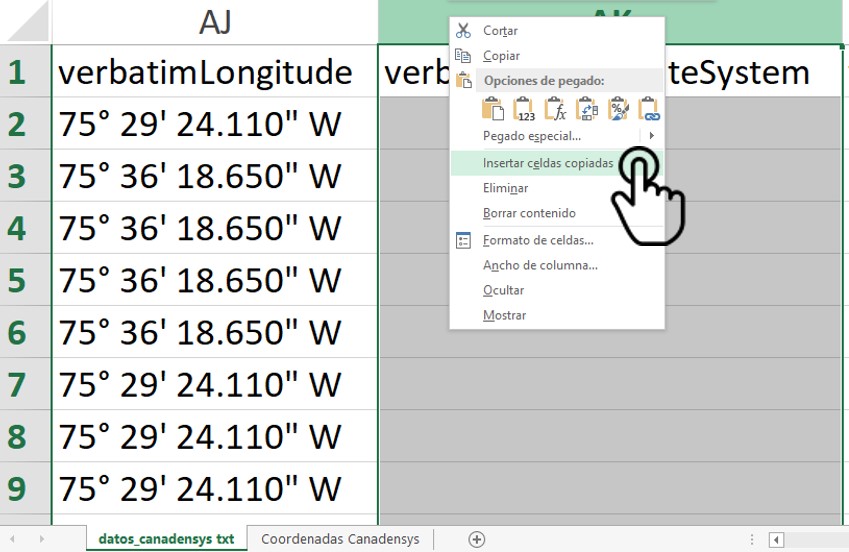 AJ
AK
verbatimLongitude
verb
teSystem
1
2
75° 29' 24.110" W
3
75° 36' 18.650" W
4
75° 36' 18.650" W
5
75° 36' 18.650" W
6
75° 36' 18.650" W
7
75° 29' 24.110" W
8
75° 29' 24.110" W
9
75° 29' 24.110" W
Cortar
Copiar
Opciones de pegado:
123
fx
%
Pegado especial...
Insertar celdas copiadas
Eliminar
Borrar contenido
Formato de celdas...
Ancho de columna...
Ocultar
Mostrar
datos_canadensys txt
Coordenadas Canadensys